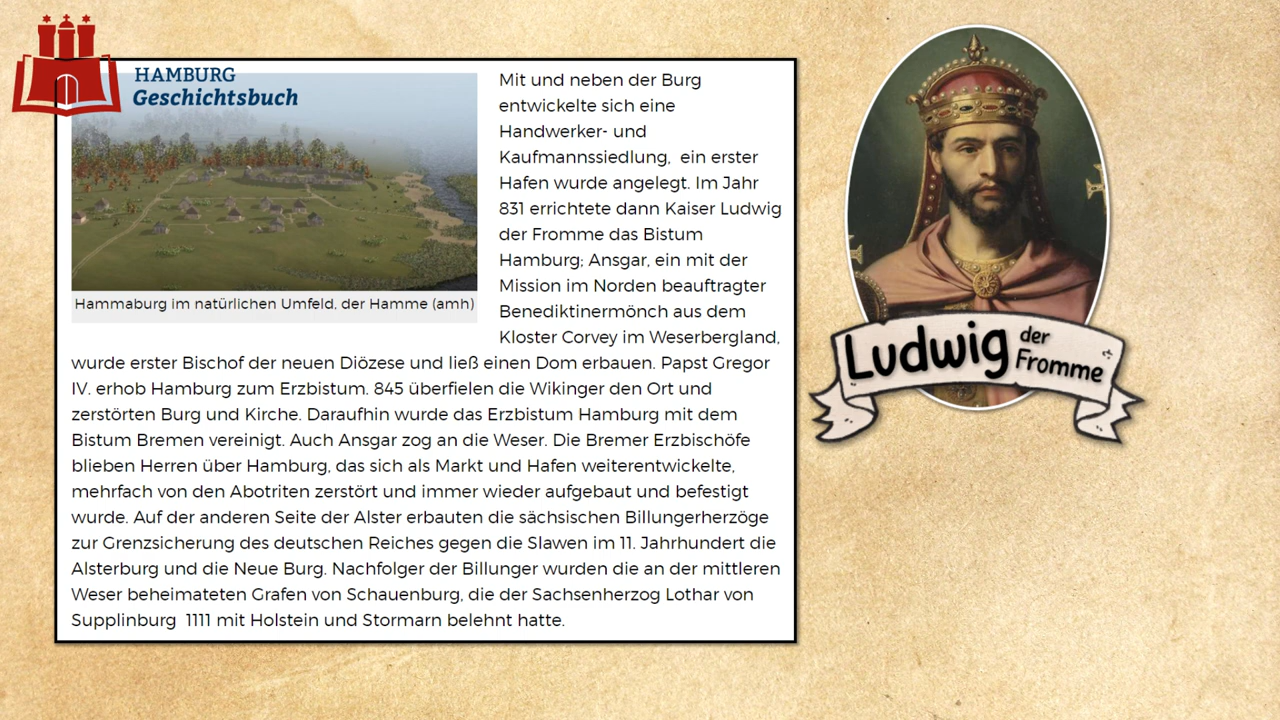 HAMBURG
Geschichtsbuch
Mit und neben der Burg
entwickelte sich eine
Handwerker- und
Kaufmannssiedlung,  ein erster
Hafen wurde angelegt. Im Jahr
831 errichtete dann Kaiser Ludwig
der Fromme das Bistum
Hamburg; Ansgar, ein mit der
Mission im Norden beauftragter
Benediktinermönch aus dem
Kloster Corvey im Weserbergland,
Hammaburg im natürlichen Umfeld, der Hamme (amh)
wurde erster Bischof der neuen Diözese und ließ einen Dom erbauen. Papst Gregor
IV. erhob Hamburg zum Erzbistum. 845 überfielen die Wikinger den Ort und
zerstörten Burg und Kirche. Daraufhin wurde das Erzbistum Hamburg mit dem
Bistum Bremen vereinigt. Auch Ansgar zog an die Weser. Die Bremer Erzbischöfe
blieben Herren über Hamburg, das sich als Markt und Hafen weiterentwickelte,
mehrfach von den Abotriten zerstört und immer wieder aufgebaut und befestigt
wurde. Auf der anderen Seite der Alster erbauten die sächsischen Billungerherzöge
zur Grenzsicherung des deutschen Reiches gegen die Slawen im 11. Jahrhundert die
Alsterburg und die Neue Burg. Nachfolger der Billunger wurden die an der mittleren
Weser beheimateten Grafen von Schauenburg, die der Sachsenherzog Lothar von
Supplinburg  1111 mit Holstein und Stormarn belehnt hatte.
Ludwig der
Fromme